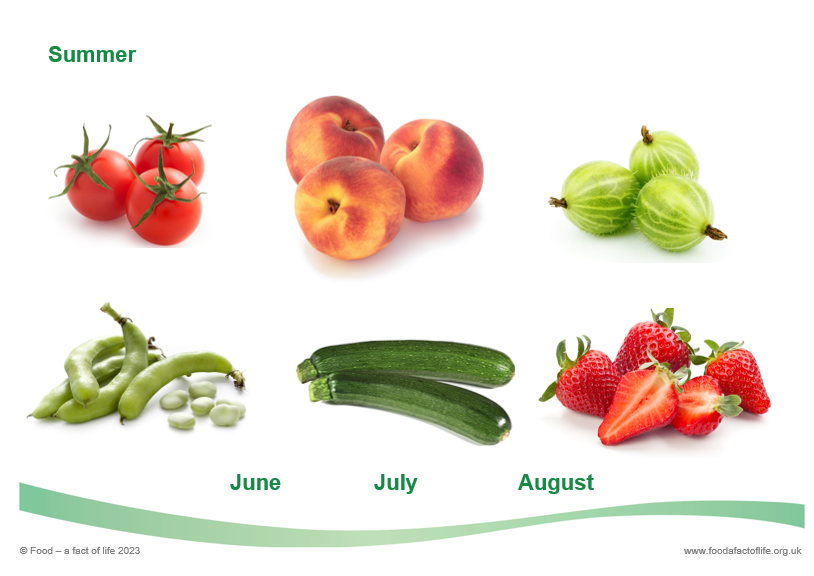 Summer
June July August
© Food – a fact of life 2023
www.foodafactoflife.org.uk